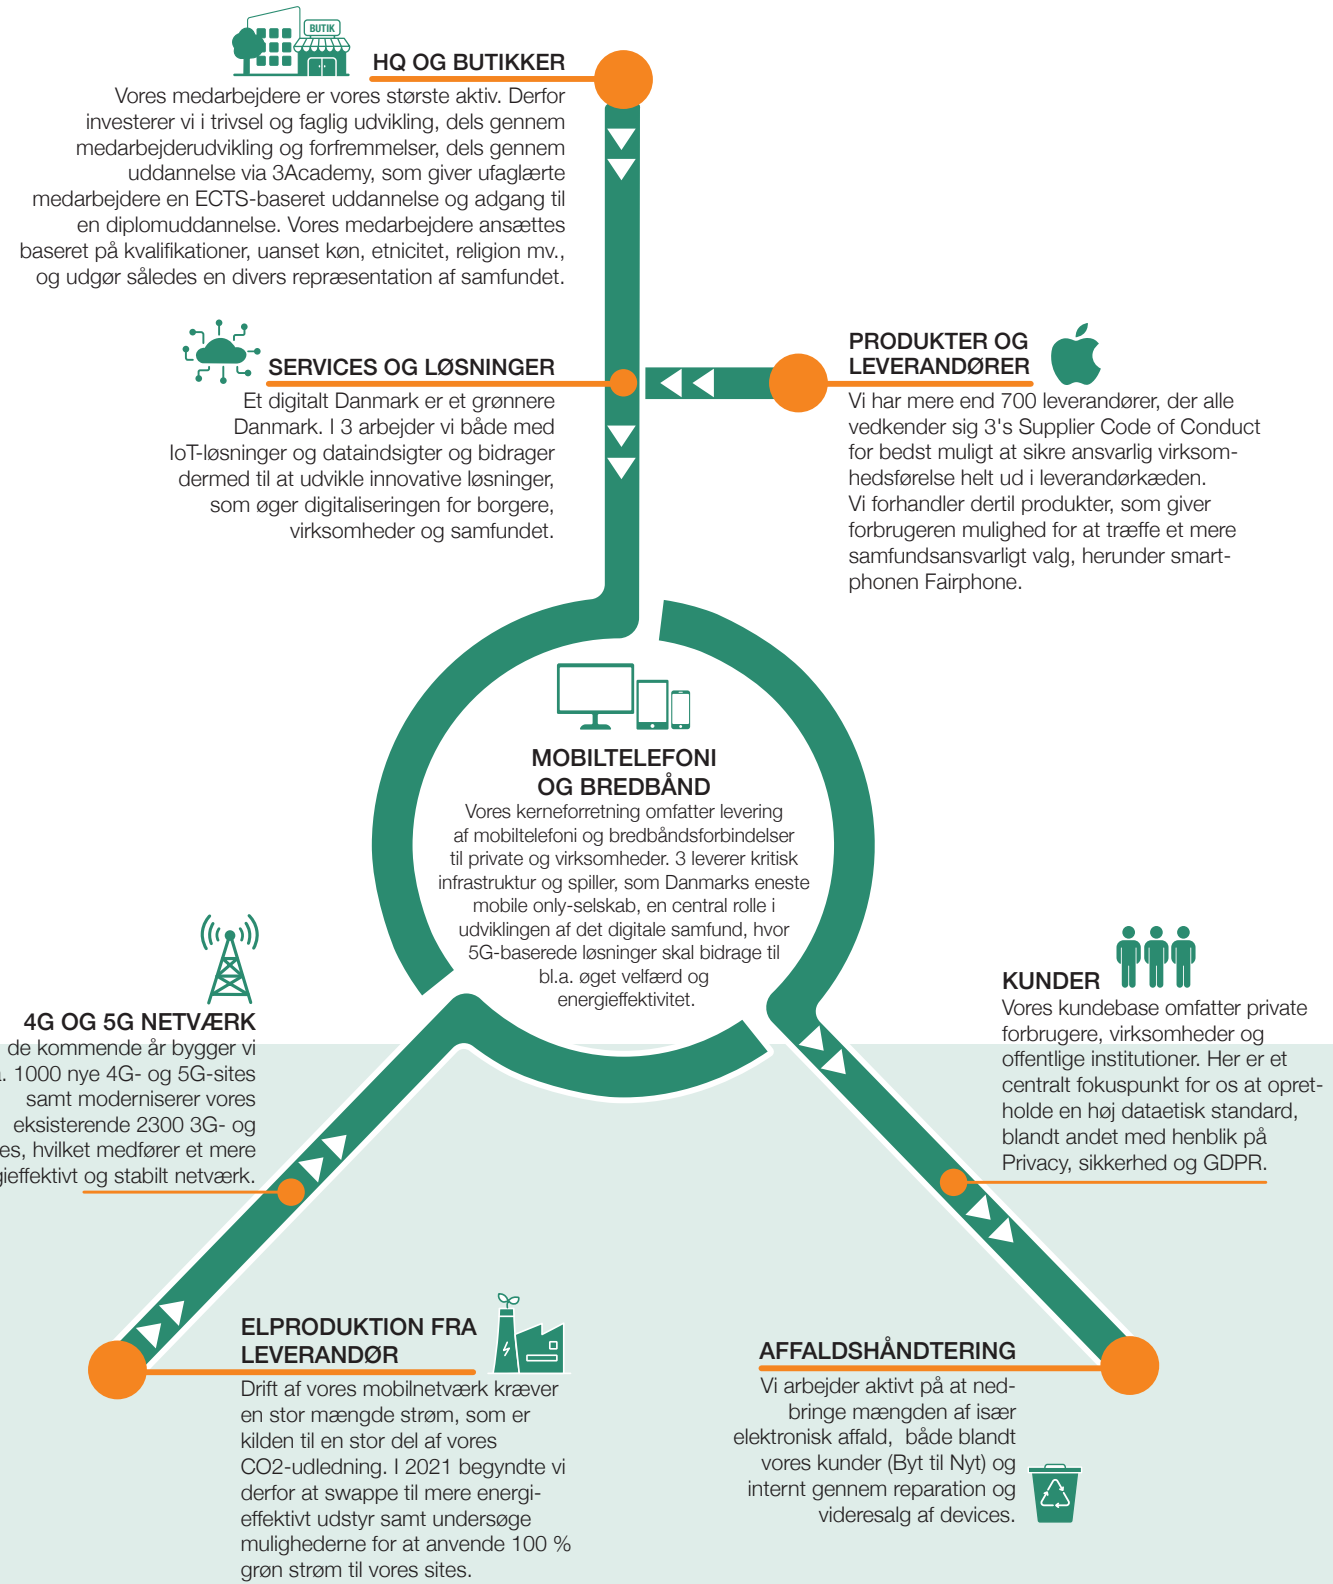 BUTIK
HQ OG BUTIKKER
Vores medarbejdere er vores største aktiv. Derfor
investerer vi i trivsel og faglig udvikling, dels gennem
medarbejderudvikling og forfremmelser, dels gennem
uddannelse via 3Academy, som giver ufaglærte
medarbejdere en ECTS-baseret uddannelse og adgang til
en diplomuddannelse. Vores medarbejdere ansættes
baseret på kvalifikationer, uanset køn, etnicitet, religion mv.,
og udgør således en divers repræsentation af samfundet.
SERVICES OG LØSNINGER
Et digitalt Danmark er et grønnere
Danmark. I 3 arbejder vi både med
IoT-løsninger og dataindsigter og bidrager
dermed til at udvikle innovative løsninger,
som øger digitaliseringen for borgere,
virksomheder og samfundet.
PRODUKTER OG
LEVERANDØRER
Vi har mere end 700 leverandører, der alle
vedkender sig 3's Supplier Code of Conduct
for bedst muligt at sikre ansvarlig virksom-
hedsførelse helt ud i leverandørkæden.
Vi forhandler dertil produkter, som giver
forbrugeren mulighed for at træffe et mere
samfundsansvarligt valg, herunder smart-
phonen Fairphone.
MOBILTELEFONI
OG BREDBÅND
Vores kerneforretning omfatter levering
af mobiltelefoni og bredbåndsforbindelser
til private og virksomheder. 3 leverer kritisk
infrastruktur og spiller, som Danmarks eneste
mobile only-selskab, en central rolle i
udviklingen af det digitale samfund, hvor
5G-baserede løsninger skal bidrage til
bl.a. øget velfærd og
energieffektivitet.
4G OG 5G NETVÆRK
de kommende år bygger vi
1000 nye 4G- og 5G-sites
samt moderniserer vores
eksisterende 2300 3G- og
hvilket medfører et mere
og stabilt netværk.
KUNDER
Vores kundebase omfatter private
forbrugere, virksomheder og
offentlige institutioner. Her er et
centralt fokuspunkt for os at opret-
holde en høj dataetisk standard,
blandt andet med henblik på
Privacy, sikkerhed og GDPR.
ELPRODUKTION FRA
LEVERANDØR
Drift af vores mobilnetværk kræver
en stor mængde strøm, som er
kilden til en stor del af vores
CO2-udledning. I 2021 begyndte vi
derfor at swappe til mere energi-
effektivt udstyr samt undersøge
mulighederne for at anvende 100 %
grøn strøm til vores sites.
AFFALDSHÅNDTERING
Vi arbejder aktivt på at ned-
bringe mængden af især
elektronisk affald, både blandt
vores kunder (Byt til Nyt) og
internt gennem reparation og
videresalg af devices.